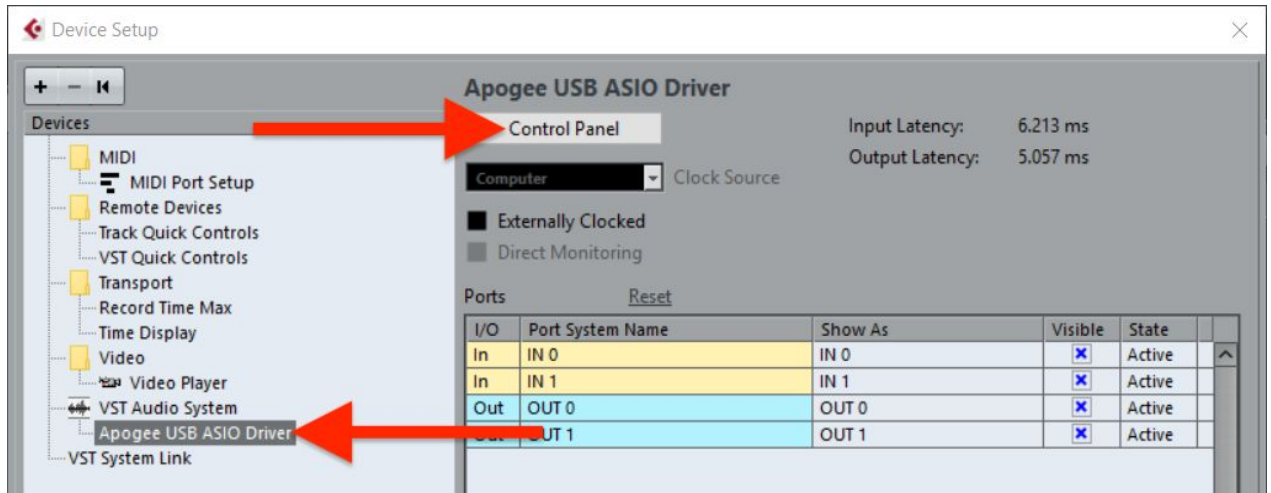 Device Setup
Devices
MIDI
MIDI Port Setup
Remote Devices
Track Quick Controls
VST Quick Controls
Transport
Record Time Max
Time Display
Video
Video Player
VST Audio System
Apogee USB ASIO Driver
VST System Link
Apogee USB ASIO Driver
Control Panel
Input Latency: 6.213 ms
Output Latency: 5.057 ms
Computer Clock Source
Externally Clocked
Direct Monitoring
Ports Reset
I/O Port System Name Show As Visible State
In IN 0 IN 0 Active
In IN 1 IN 1 Active
Out OUT 0 OUT 0 Active
Out OUT 1 OUT 1 Active